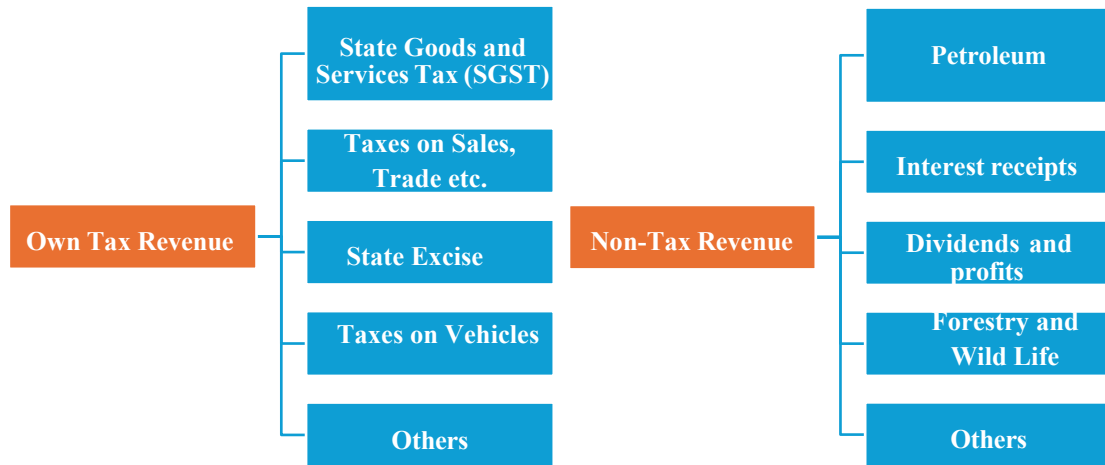 Own Tax Revenue
State Goods and
Services Tax (SGST)
Taxes on Sales,
Trade etc.
State Excise
Taxes on Vehicles
Others
Non-Tax Revenue
Petroleum
Interest receipts
Dividends and
profits
Forestry and
Wild Life
Others